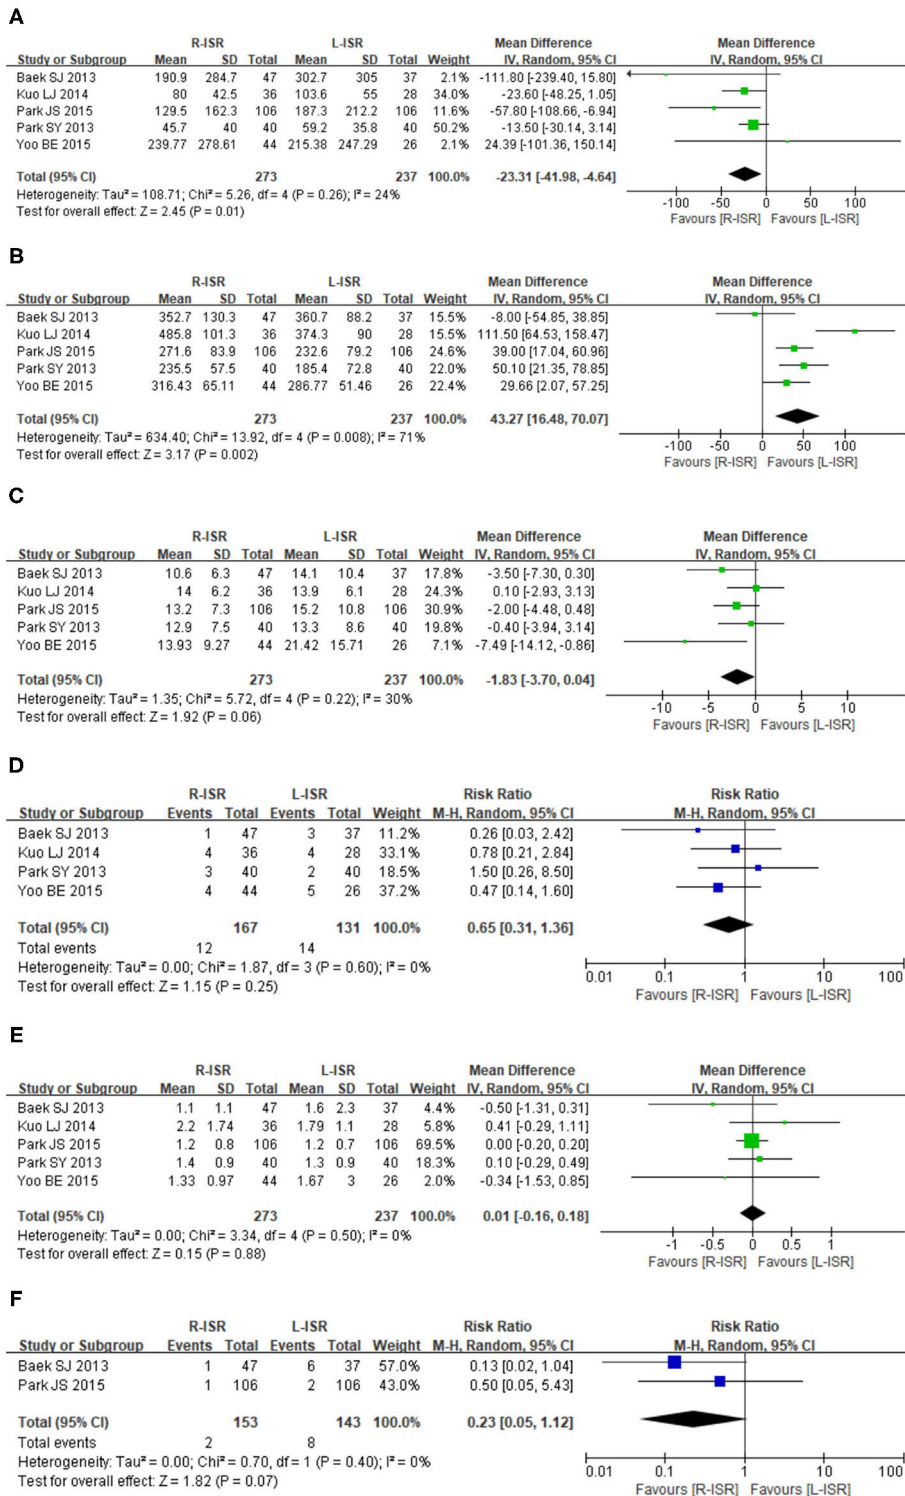 A
R-ISR L-ISR Mean Difference Mean Difference
Study or Subgroup Mean SD Total Mean SD Total Weight IV, Random, 95% CI IV, Random, 95% CI
Baek SJ 2013 190.9 284.7 47 302.7 305 37 2.1% -111.80 [-239.40, 15.80]
Kuo LJ 2014 80 42.5 36 103.6 55 28 34.0% -23.60 [-48.25, 1.05]
Park JS 2015 129.5 162.3 106 187.3 212.2 106 11.6% -57.80 [-108.66, -6.94]
Park SY 2013 45.7 40 40 59.2 35.8 40 50.2% -13.50 [-30.14, 3.14]
Yoo BE 2015 239.77 278.61 44 215.38 247.29 26 2.1% 24.39 [-101.36, 150.14]
Total (95% CI) 273 237 100.0% -23.31 [-41.98, -4.64]
Heterogeneity: Tau² = 108.71; Chi² = 5.26, df = 4 (P = 0.26); I² = 24%
Test for overall effect: Z = 2.45 (P = 0.01)
-100 -50 0 50 100
Favours [R-ISR] Favours [L-ISR]
B
R-ISR L-ISR Mean Difference Mean Difference
Study or Subgroup Mean SD Total Mean SD Total Weight IV, Random, 95% CI IV, Random, 95% CI
Baek SJ 2013 352.7 130.3 47 360.7 88.2 37 15.5% -8.00 [-54.85, 38.85]
Kuo LJ 2014 485.8 101.3 36 374.3 90 28 15.5% 111.50 [64.53, 158.47]
Park JS 2015 271.6 83.9 106 232.6 79.2 106 24.6% 39.00 [17.04, 60.96]
Park SY 2013 235.5 57.5 40 185.4 72.8 40 22.0% 50.10 [21.35, 78.85]
Yoo BE 2015 316.43 65.11 44 286.77 51.46 26 22.4% 29.66 [2.07, 57.25]
Total (95% CI) 273 237 100.0% 43.27 [16.48, 70.07]
Heterogeneity: Tau² = 634.40; Chi² = 13.92, df = 4 (P = 0.008); I² = 71%
Test for overall effect: Z = 3.17 (P = 0.002)
-100 -50 0 50 100
Favours [R-ISR] Favours [L-ISR]
C
R-ISR L-ISR Mean Difference Mean Difference
Study or Subgroup Mean SD Total Mean SD Total Weight IV, Random, 95% CI IV, Random, 95% CI
Baek SJ 2013 10.6 6.3 47 14.1 10.4 37 17.8% -3.50 [-7.30, 0.30]
Kuo LJ 2014 14 6.2 36 13.9 6.1 28 24.3% 0.10 [-2.93, 3.13]
Park JS 2015 13.2 7.3 106 15.2 10.8 106 30.9% -2.00 [-4.48, 0.48]
Park SY 2013 12.9 7.5 40 13.3 8.6 40 19.8% -0.40 [-3.94, 3.14]
Yoo BE 2015 13.93 9.27 44 21.42 15.71 26 7.1% -7.49 [-14.12, -0.86]
Total (95% CI) 273 237 100.0% -1.83 [-3.70, 0.04]
Heterogeneity: Tau² = 1.35; Chi² = 5.72, df = 4 (P = 0.22); I² = 30%
Test for overall effect: Z = 1.92 (P = 0.06)
-10 -5 0 5 10
Favours [R-ISR] Favours [L-ISR]
D
R-ISR L-ISR Risk Ratio Risk Ratio
Study or Subgroup Events Total Events Total Weight M-H, Random, 95% CI M-H, Random, 95% CI
Baek SJ 2013 1 47 3 37 11.2% 0.26 [0.03, 2.42]
Kuo LJ 2014 4 36 4 28 33.1% 0.78 [0.21, 2.84]
Park SY 2013 3 40 2 40 18.5% 1.50 [0.26, 8.50]
Yoo BE 2015 4 44 5 26 37.2% 0.47 [0.14, 1.60]
Total (95% CI) 167 131 100.0% 0.65 [0.31, 1.36]
Total events 12 14
Heterogeneity: Tau² = 0.00; Chi² = 1.87, df = 3 (P = 0.60); I² = 0%
Test for overall effect: Z = 1.15 (P = 0.25)
0.01 0.1 1 10 100
Favours [R-ISR] Favours [L-ISR]
E
R-ISR L-ISR Mean Difference Mean Difference
Study or Subgroup Mean SD Total Mean SD Total Weight IV, Random, 95% CI IV, Random, 95% CI
Baek SJ 2013 1.1 1.1 47 1.6 2.3 37 4.4% -0.50 [-1.31, 0.31]
Kuo LJ 2014 2.2 1.74 36 1.79 1.1 28 5.8% 0.41 [-0.29, 1.11]
Park JS 2015 1.2 0.8 106 1.2 0.7 106 69.5% 0.00 [-0.20, 0.20]
Park SY 2013 1.4 0.9 40 1.3 0.9 40 18.3% 0.10 [-0.29, 0.49]
Yoo BE 2015 1.33 0.97 44 1.67 3 26 2.0% -0.34 [-1.53, 0.85]
Total (95% CI) 273 237 100.0% 0.01 [-0.16, 0.18]
Heterogeneity: Tau² = 0.00; Chi² = 3.34, df = 4 (P = 0.50); I² = 0%
Test for overall effect: Z = 0.15 (P = 0.88)
-1 -0.5 0 0.5 1
Favours [R-ISR] Favours [L-ISR]
F
R-ISR L-ISR Risk Ratio Risk Ratio
Study or Subgroup Events Total Events Total Weight M-H, Random, 95% CI M-H, Random, 95% CI
Baek SJ 2013 1 47 6 37 57.0% 0.13 [0.02, 1.04]
Park JS 2015 1 106 2 106 43.0% 0.50 [0.05, 5.43]
Total (95% CI) 153 143 100.0% 0.23 [0.05, 1.12]
Total events 2 8
Heterogeneity: Tau² = 0.00; Chi² = 0.70, df = 1 (P = 0.40); I² = 0%
Test for overall effect: Z = 1.82 (P = 0.07)
0.01 0.1 1 10 100
Favours [R-ISR] Favours [L-ISR]